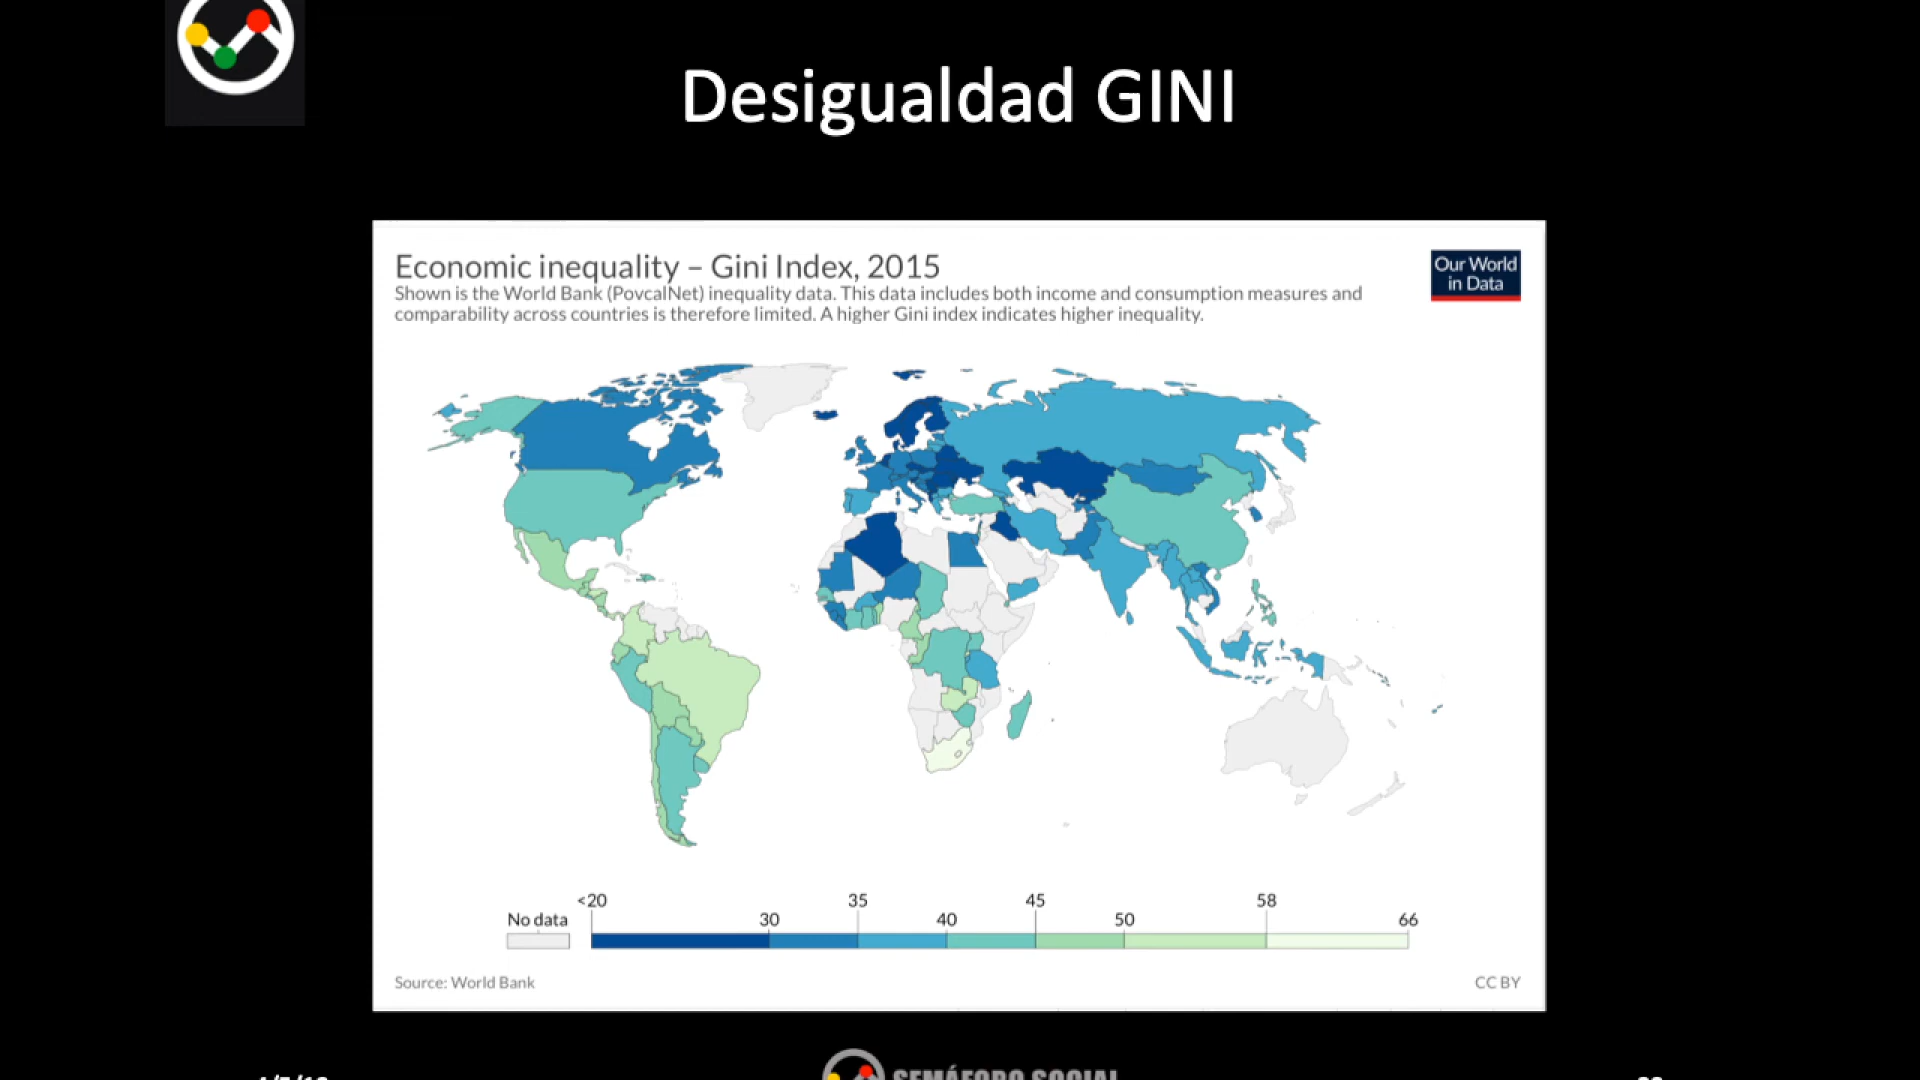 Desigualdad GINI
Economic inequality – Gini Index, 2015
Our World
in Data
Shown is the World Bank (PovcalNet) inequality data. This data includes both income and consumption measures and
comparability across countries is therefore limited. A higher Gini index indicates higher inequality.
<20 35 45 58
No data 30 40 50 66
Source: World Bank
CC BY
SEMÁFORO SOCIAL